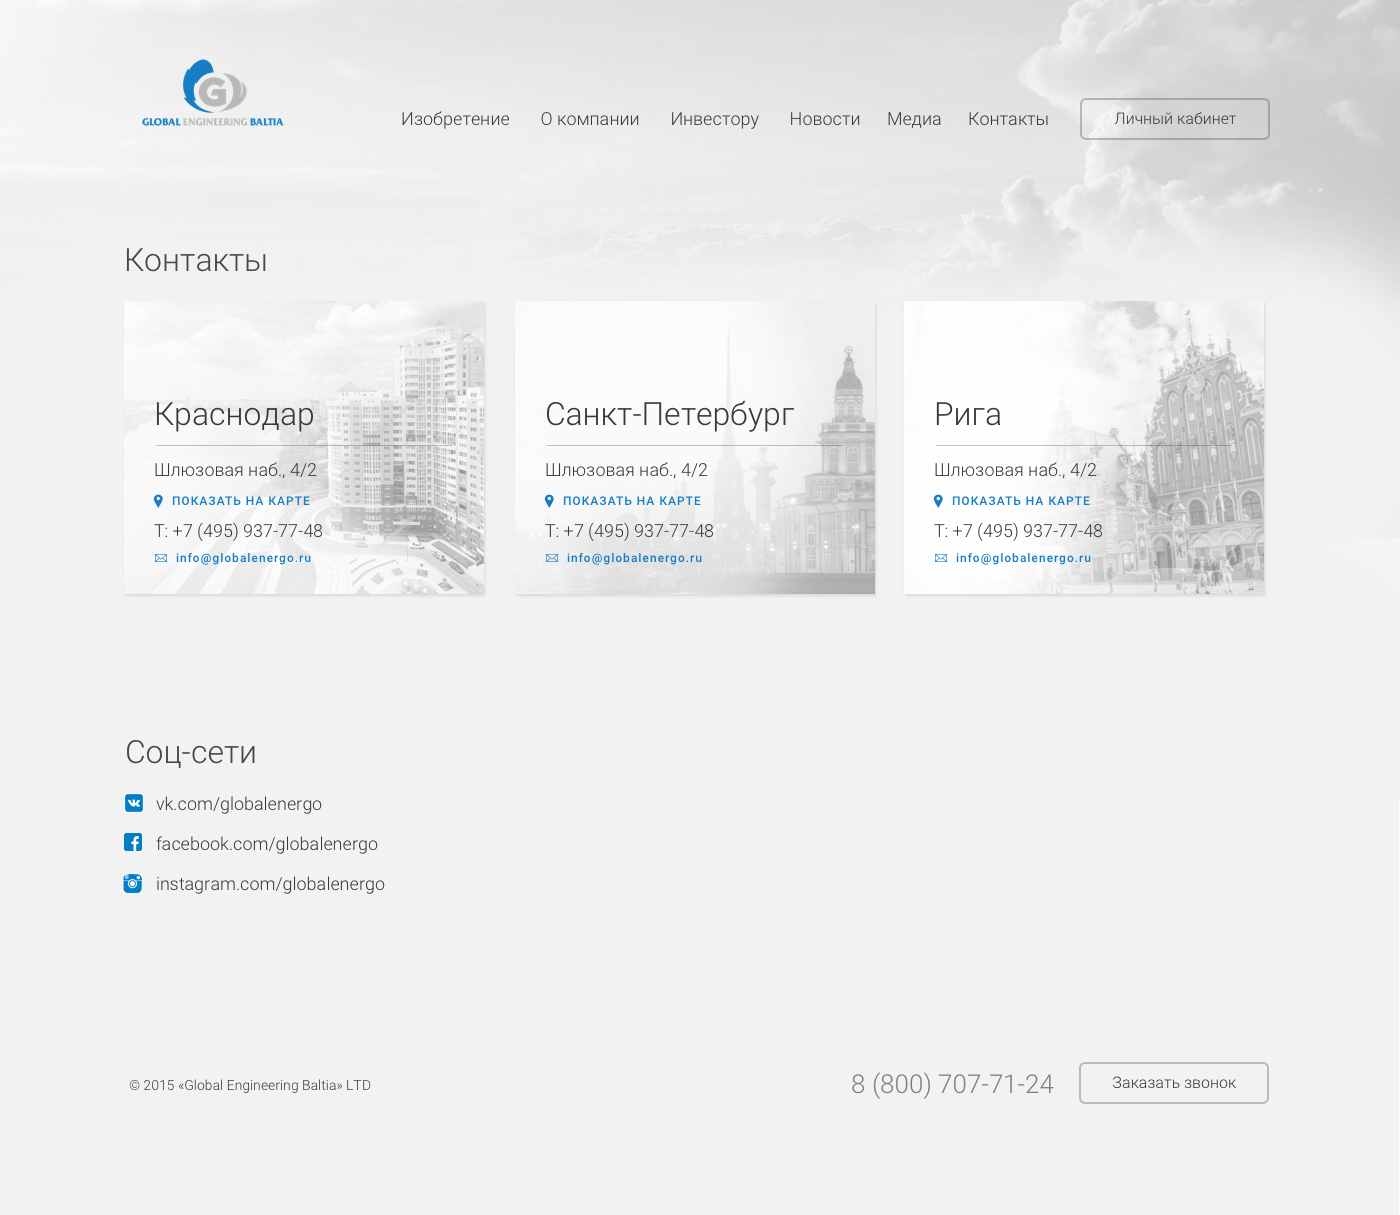 GLOBAL ENGINEERING BALTIA
Изобретение О компании Инвестору Новости Медиа Контакты Личный кабинет
Контакты
Краснодар
Шлюзовая наб., 4/2
ПОКАЗАТЬ НА КАРТЕ
Т: +7 (495) 937-77-48
info@globalenergo.ru
Санкт-Петербург
Шлюзовая наб., 4/2
ПОКАЗАТЬ НА КАРТЕ
Т: +7 (495) 937-77-48
info@globalenergo.ru
Рига
Шлюзовая наб., 4/2
ПОКАЗАТЬ НА КАРТЕ
Т: +7 (495) 937-77-48
info@globalenergo.ru
Соц-сети
vk.com/globalenergo
facebook.com/globalenergo
instagram.com/globalenergo
© 2015 «Global Engineering Baltia» LTD
8 (800) 707-71-24 Заказать звонок